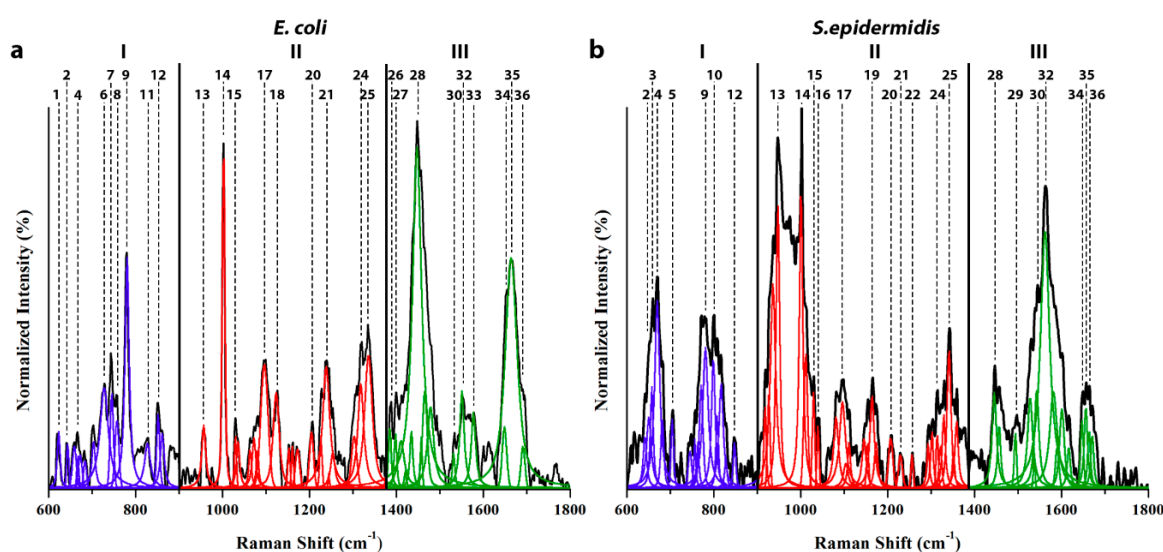 E. coli
a
I II III
2 7 9 12 14 17 20 24 26 28 32 35
1 4 6 8 11 13 15 18 21 25 27 30 33 34 36
Normalized Intensity (%)
600 800 1000 1200 1400 1600 1800
Raman Shift (cm-1)
S.epidermidis
b
I II III
3 10 15 19 21 25 28 32 35
2 4 5 9 12 13 14 16 17 20 22 24 29 30 34 36
Normalized Intensity (%)
600 800 1000 1200 1400 1600 1800
Raman Shift (cm-1)